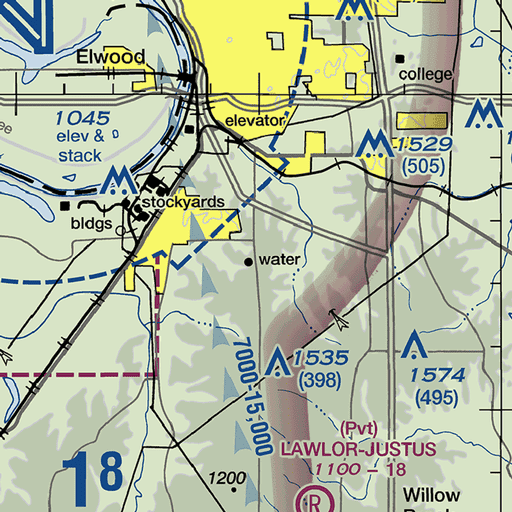 Elwood
college
1045
elev &
stack
elevator
1529
(505)
stockyards
bldgs
water
7000-15,000
1535
(398)
1574
(495)
(Pvt)
LAWLOR-JUSTUS
1100 – 18
18
1200
R
Willow